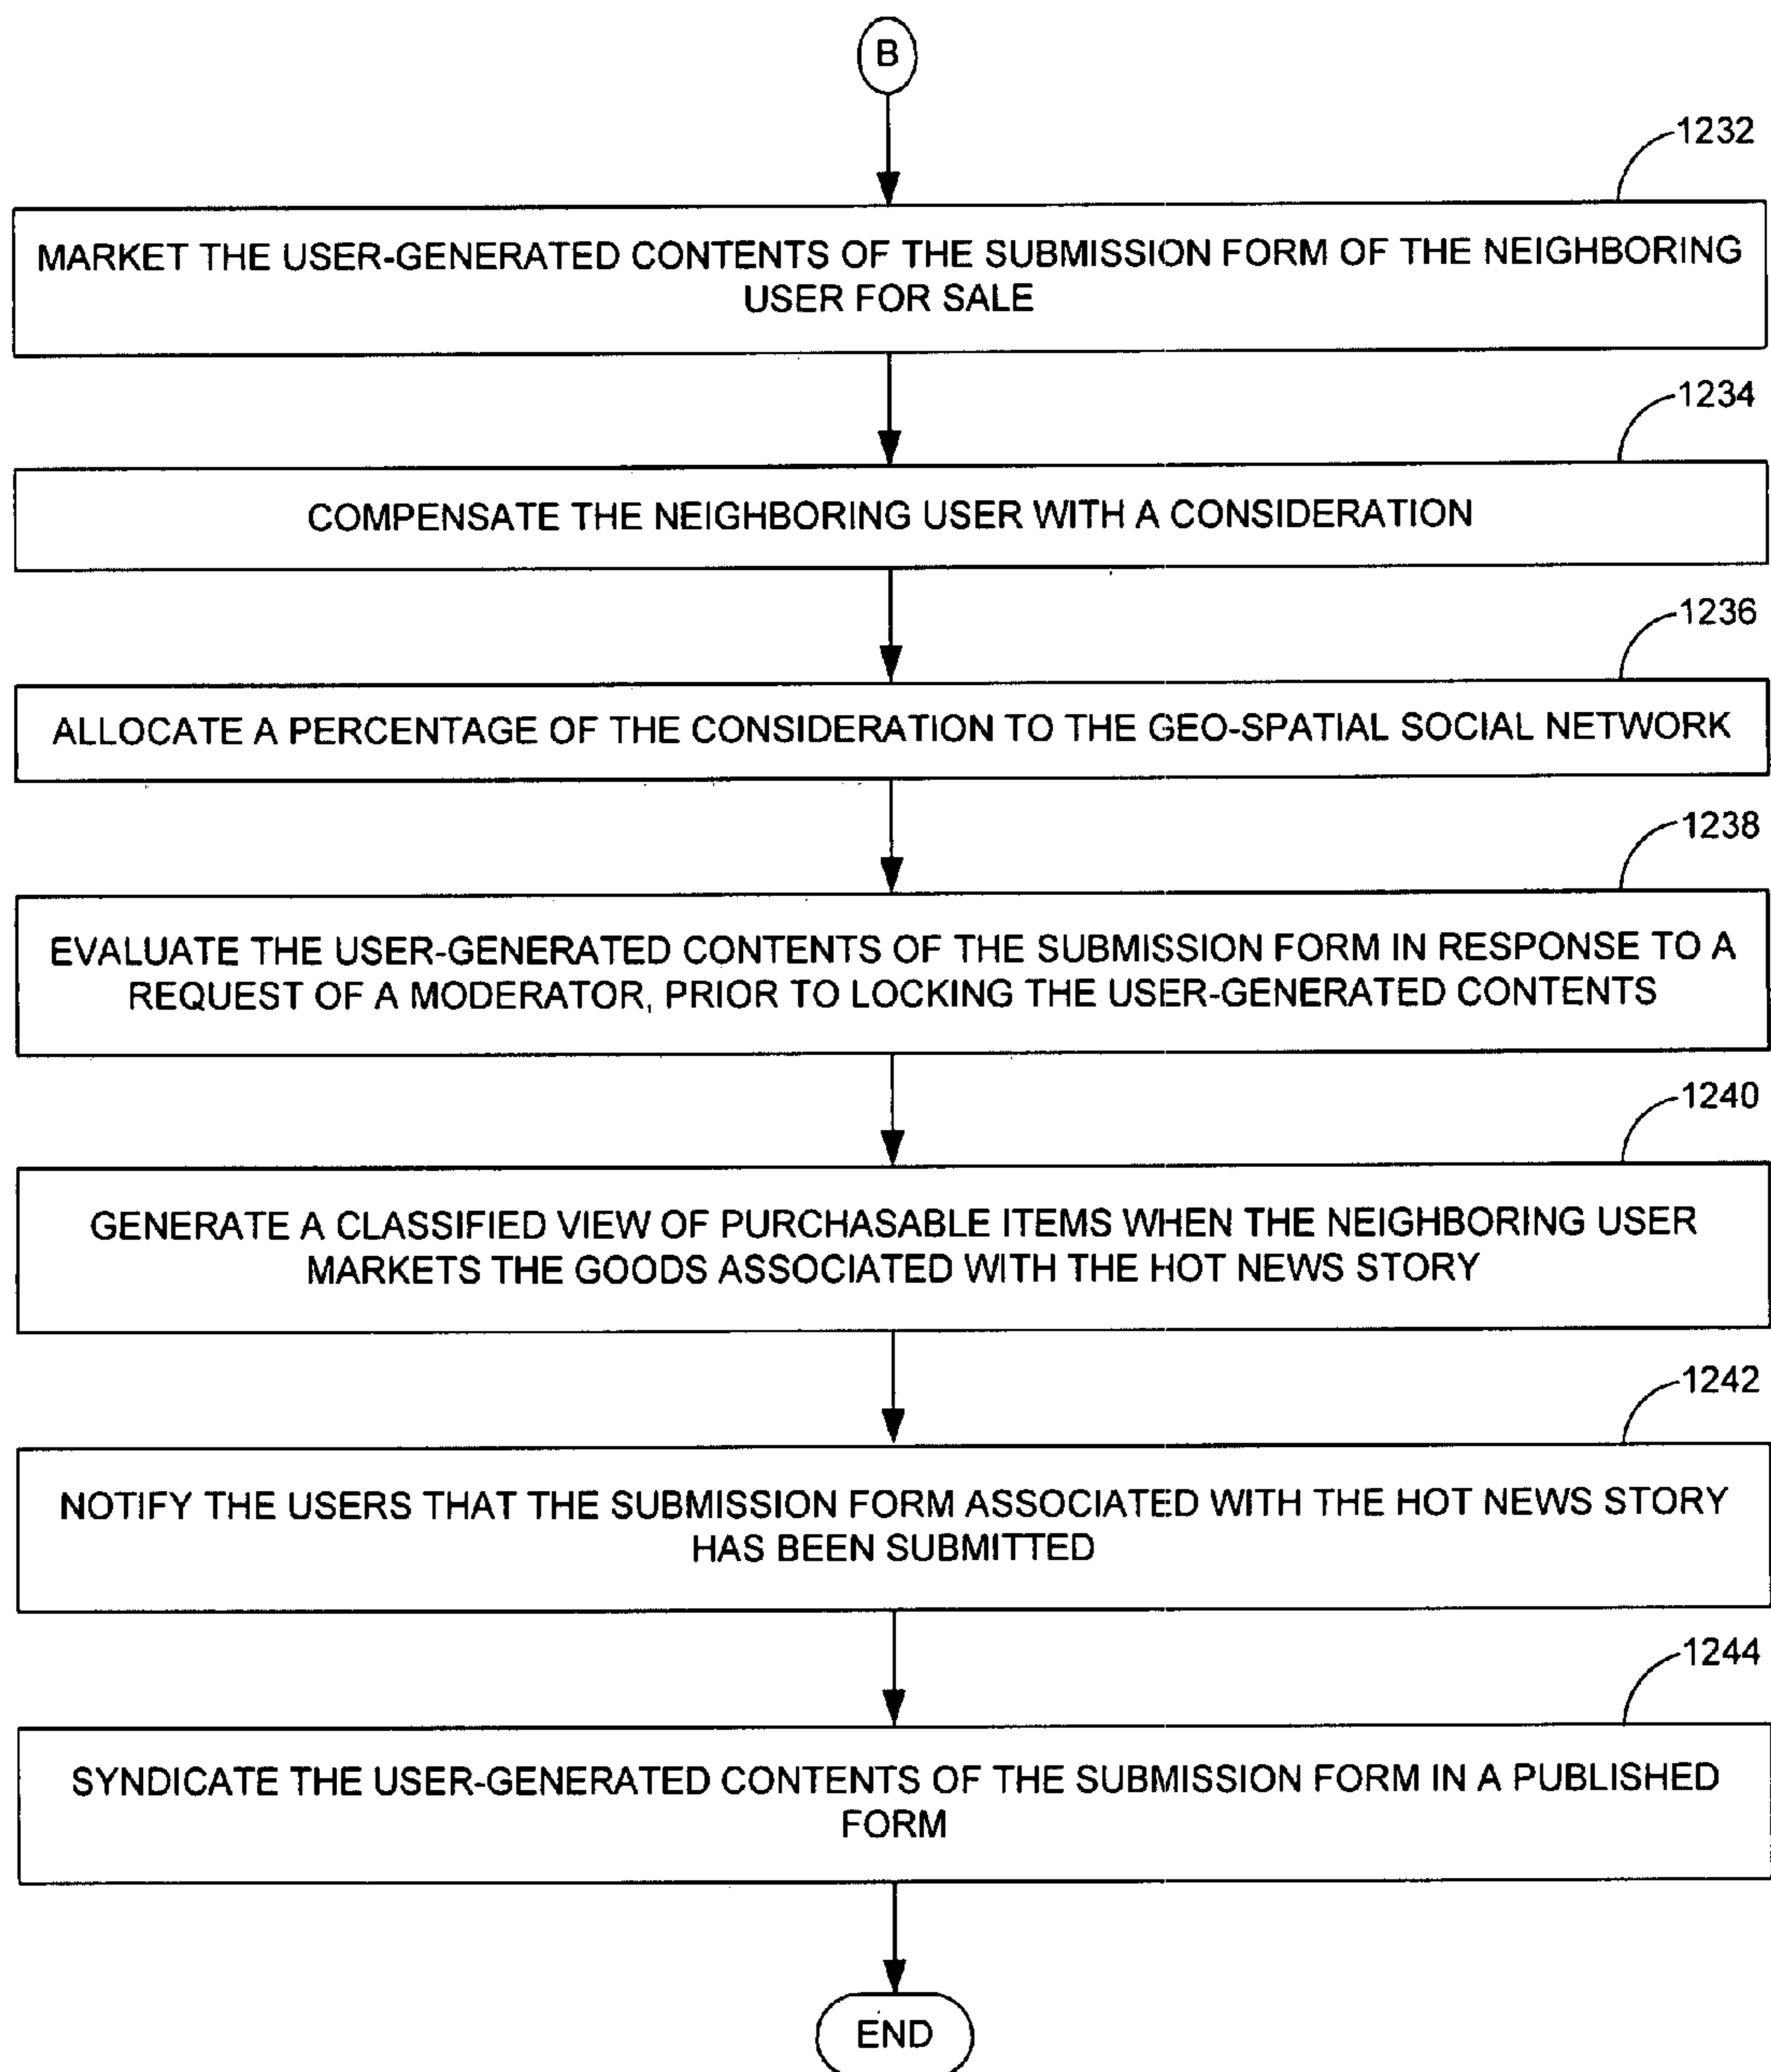 B
1232
MARKET THE USER-GENERATED CONTENTS OF THE SUBMISSION FORM OF THE NEIGHBORING
USER FOR SALE
1234
COMPENSATE THE NEIGHBORING USER WITH A CONSIDERATION
1236
ALLOCATE A PERCENTAGE OF THE CONSIDERATION TO THE GEO-SPATIAL SOCIAL NETWORK
1238
EVALUATE THE USER-GENERATED CONTENTS OF THE SUBMISSION FORM IN RESPONSE TO A
REQUEST OF A MODERATOR, PRIOR TO LOCKING THE USER-GENERATED CONTENTS
1240
GENERATE A CLASSIFIED VIEW OF PURCHASABLE ITEMS WHEN THE NEIGHBORING USER
MARKETS THE GOODS ASSOCIATED WITH THE HOT NEWS STORY
1242
NOTIFY THE USERS THAT THE SUBMISSION FORM ASSOCIATED WITH THE HOT NEWS STORY
HAS BEEN SUBMITTED
1244
SYNDICATE THE USER-GENERATED CONTENTS OF THE SUBMISSION FORM IN A PUBLISHED
FORM
END